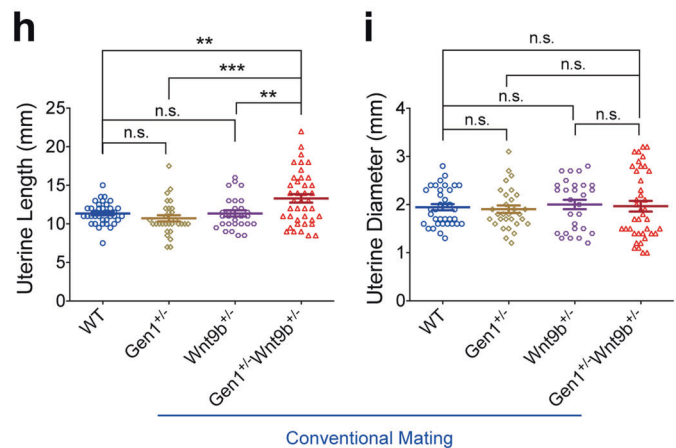 h
**
***
n.s.
**
n.s.
Uterine Length (mm)
25
20
15
10
5
0
WT
Gen1+/-
Wnt9b+/-
Gen1+/-Wnt9b+/-
i
n.s.
n.s.
n.s.
n.s.
n.s.
Uterine Diameter (mm)
4
3
2
1
0
WT
Gen1+/-
Wnt9b+/-
Gen1+/-Wnt9b+/-
Conventional Mating